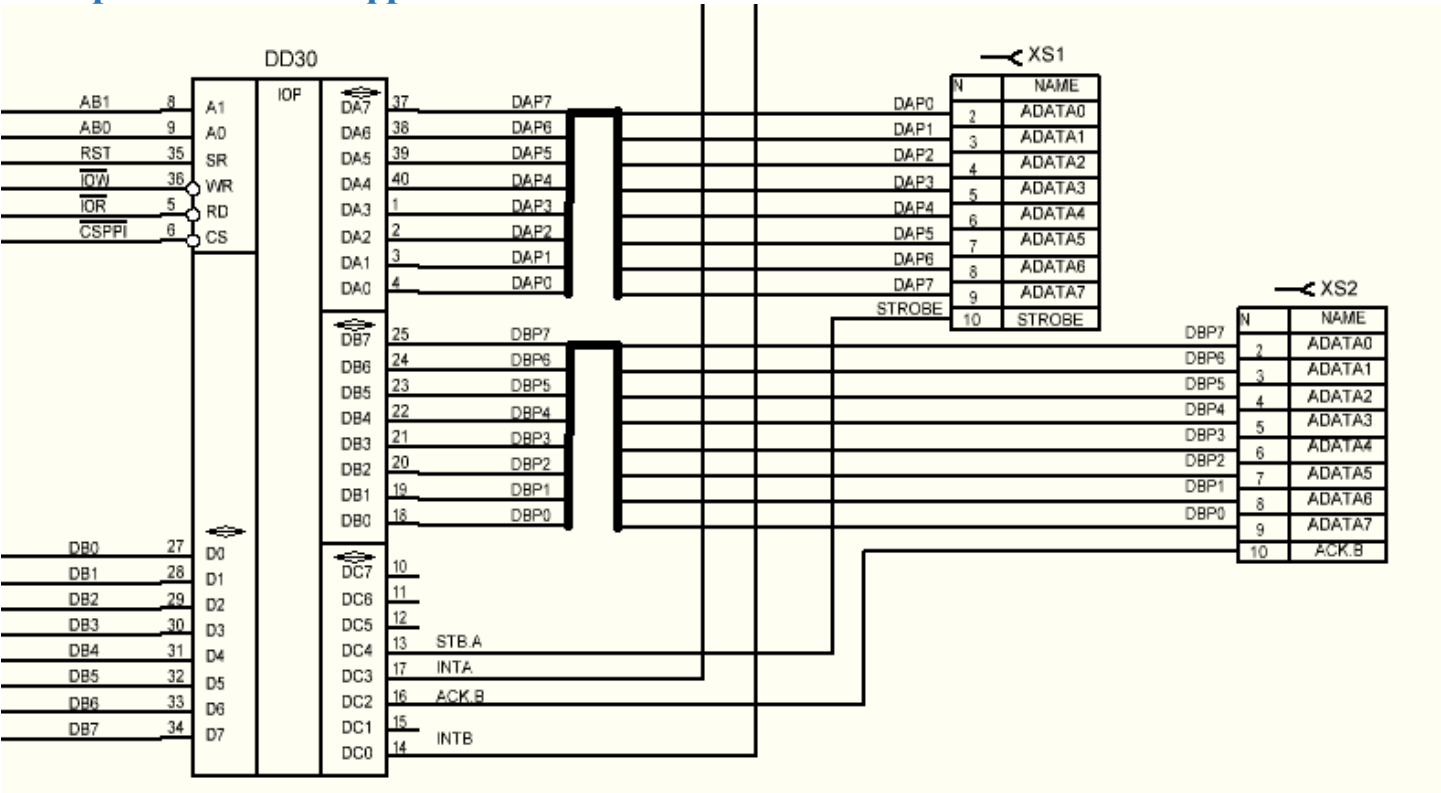 DD30
IOP
AB1 8 A1
AB0 9 A0
RST 35 SR
IOW 36 WR
IOR 5 RD
CSPPI 6 CS
DB0 27 D0
DB1 28 D1
DB2 29 D2
DB3 30 D3
DB4 31 D4
DB5 32 D5
DB6 33 D6
DB7 34 D7
DA7 37 DAP7
DA6 38 DAP6
DA5 39 DAP5
DA4 40 DAP4
DA3 1 DAP3
DA2 2 DAP2
DA1 3 DAP1
DA0 4 DAP0
DB7 25 DBP7
DB6 24 DBP6
DB5 23 DBP5
DB4 22 DBP4
DB3 21 DBP3
DB2 20 DBP2
DB1 19 DBP1
DB0 18 DBP0
DC7 10
DC6 11
DC5 12
DC4 13 STB.A
DC3 17 INTA
DC2 16 ACK.B
DC1 15
DC0 14 INTB
XS1
N NAME
DAP0 2 ADATA0
DAP1 3 ADATA1
DAP2 4 ADATA2
DAP3 5 ADATA3
DAP4 6 ADATA4
DAP5 7 ADATA5
DAP6 8 ADATA6
DAP7 9 ADATA7
STROBE 10 STROBE
XS2
N NAME
DBP7 2 ADATA0
DBP6 3 ADATA1
DBP5 4 ADATA2
DBP4 5 ADATA3
DBP3 6 ADATA4
DBP2 7 ADATA5
DBP1 8 ADATA6
DBP0 9 ADATA7
10 ACK.B